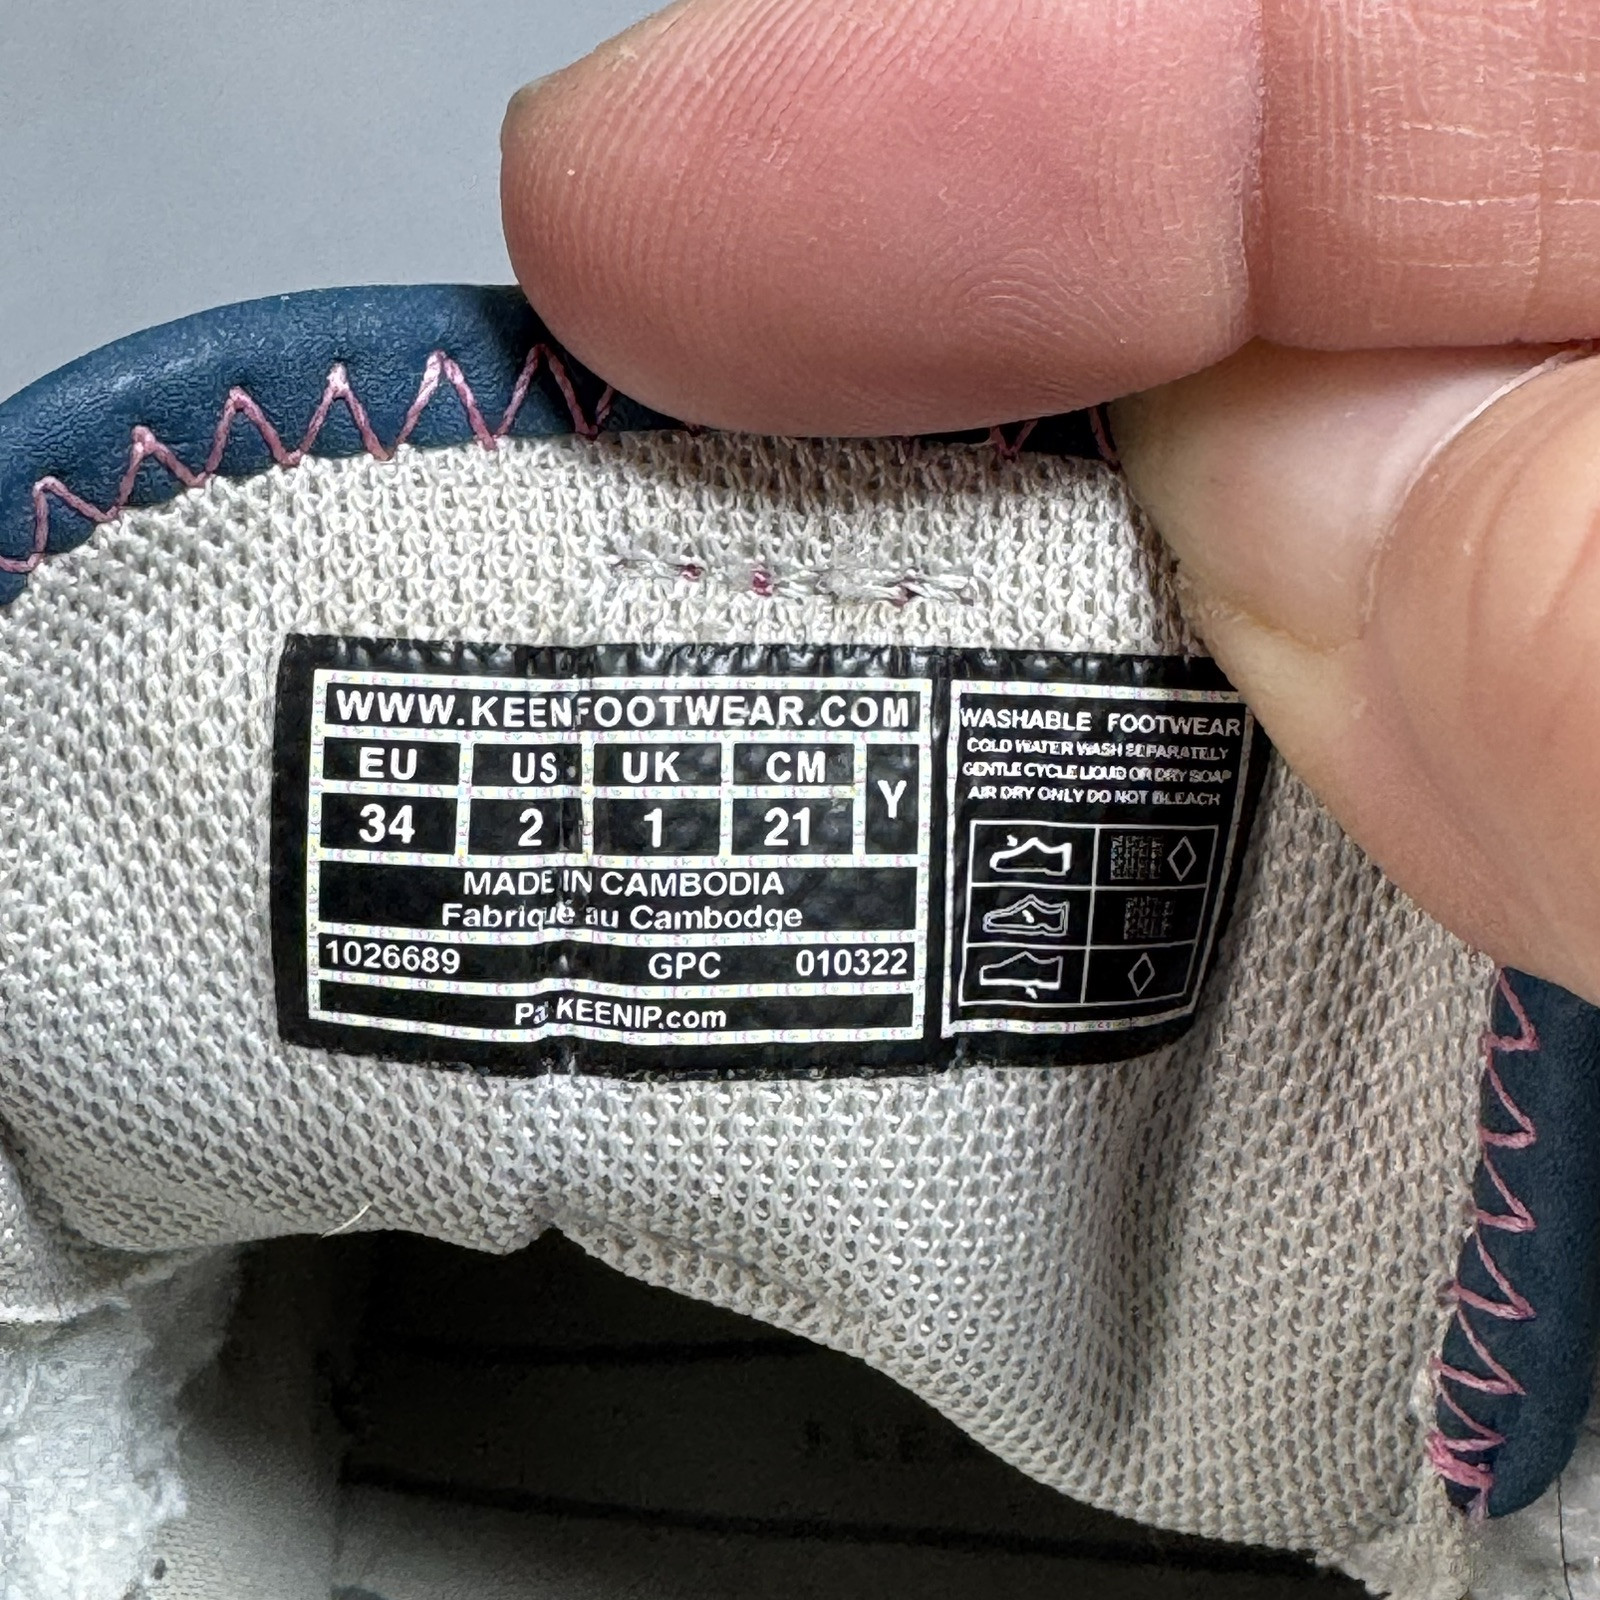 WWW.KEENFOOTWEAR.COM
EU US UK CM Y
34 2 1 21
MADE IN CAMBODIA
Fabriqué au Cambodge
1026689 GPC 010322
KEENIP.com
WASHABLE FOOTWEAR
COLD WATER WASH SEPARATELY
GENTLE CYCLE LIQUID OR DRY SOAP
AIR DRY ONLY DO NOT BLEACH